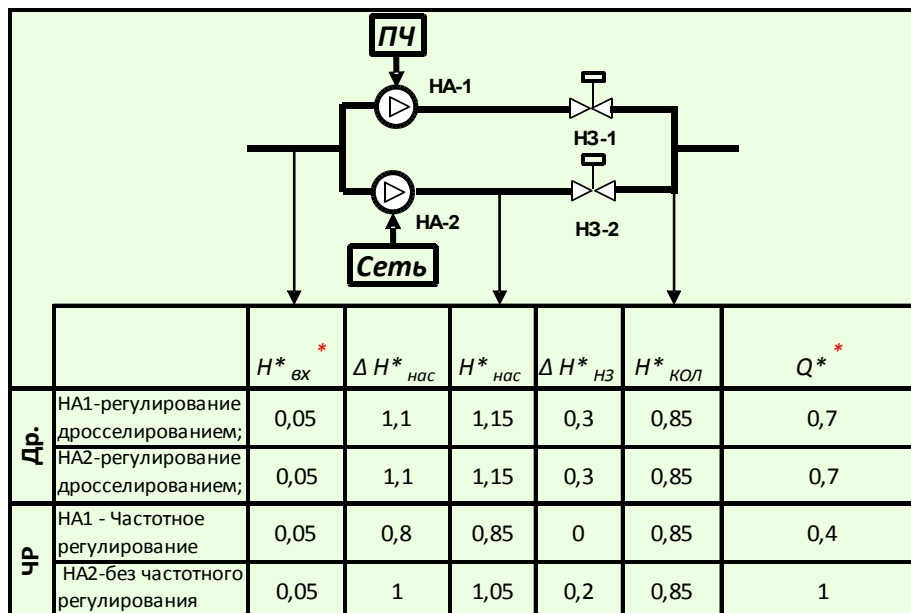 ПЧ
НА-1
НЗ-1
НА-2
НЗ-2
Сеть
H* вх * Δ H* нас H* нас Δ H* нз H* КОЛ Q* *
Др.
НА1-регулирование дросселированием; 0,05 1,1 1,15 0,3 0,85 0,7
НА2-регулирование дросселированием; 0,05 1,1 1,15 0,3 0,85 0,7
ЧР
НА1 - Частотное регулирование 0,05 0,8 0,85 0 0,85 0,4
НА2-без частотного регулирования 0,05 1 1,05 0,2 0,85 1